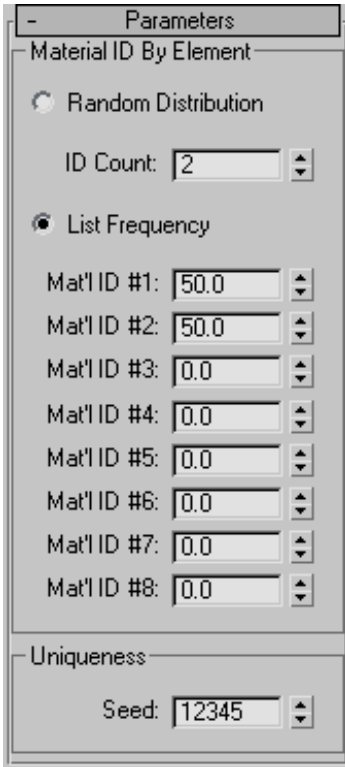 - Parameters
Material ID By Element
Random Distribution
ID Count: 2
List Frequency
Mat'l ID #1: 50.0
Mat'l ID #2: 50.0
Mat'l ID #3: 0.0
Mat'l ID #4: 0.0
Mat'l ID #5: 0.0
Mat'l ID #6: 0.0
Mat'l ID #7: 0.0
Mat'l ID #8: 0.0
Uniqueness
Seed: 12345